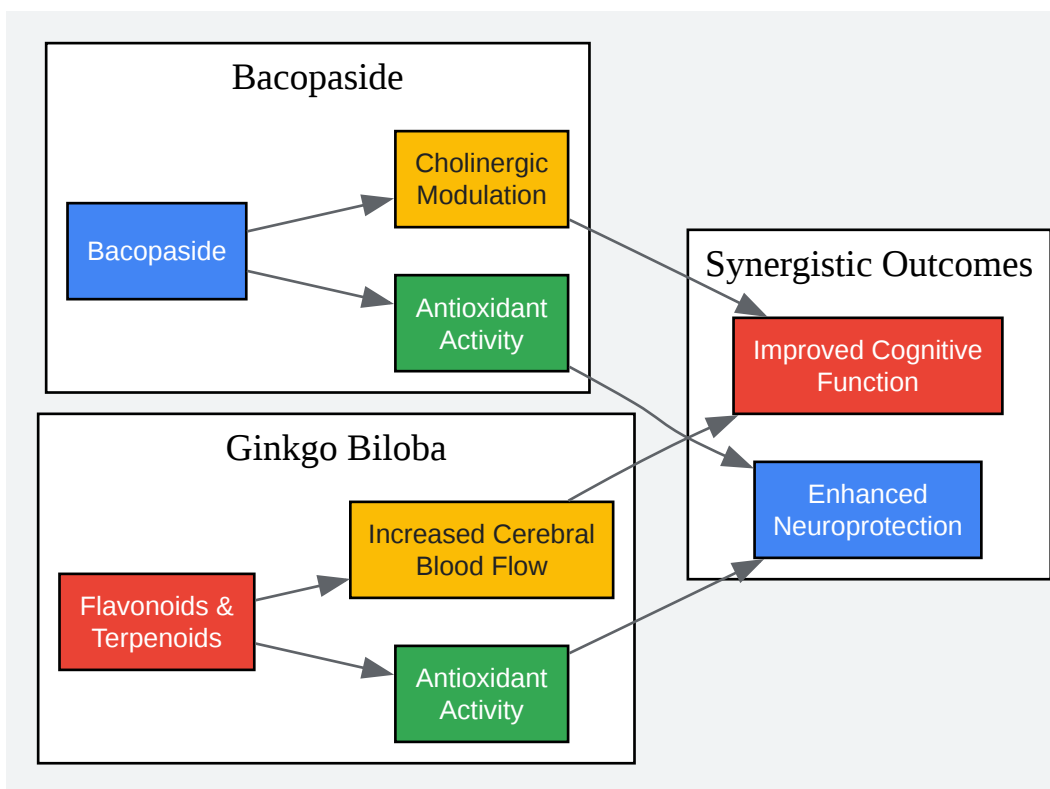 Bacopaside
Cholinergic
Modulation
Bacopaside
Antioxidant
Activity
Ginkgo Biloba
Increased Cerebral
Blood Flow
Flavonoids &
Terpenoids
Antioxidant
Activity
Synergistic Outcomes
Improved Cognitive
Function
Enhanced
Neuroprotection